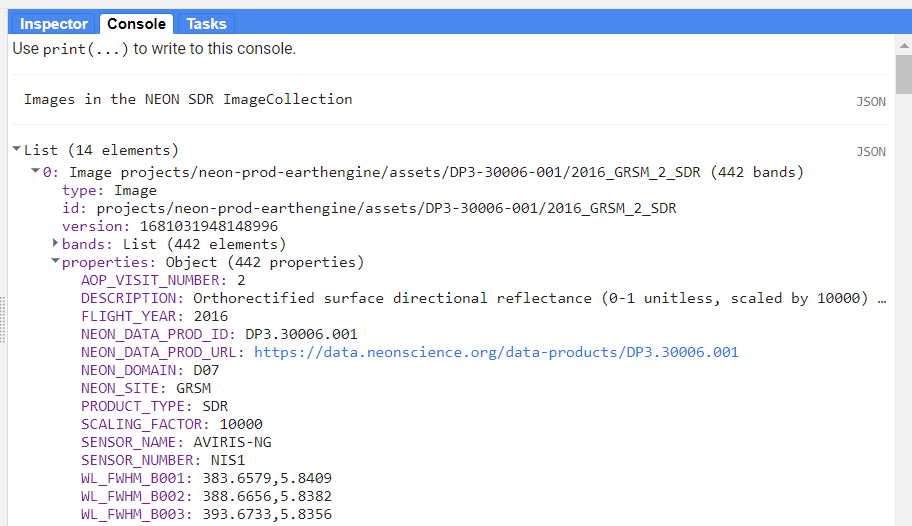 Inspector Console Tasks
Use print(...) to write to this console.
Images in the NEON SDR ImageCollection JSON
List (14 elements) JSON
0: Image projects/neon-prod-earthengine/assets/DP3-30006-001/2016_GRSM_2_SDR (442 bands)
type: Image
id: projects/neon-prod-earthengine/assets/DP3-30006-001/2016_GRSM_2_SDR
version: 1681031948148996
bands: List (442 elements)
properties: Object (442 properties)
AOP_VISIT_NUMBER: 2
DESCRIPTION: Orthorectified surface directional reflectance (0-1 unitless, scaled by 10000) …
FLIGHT_YEAR: 2016
NEON_DATA_PROD_ID: DP3.30006.001
NEON_DATA_PROD_URL: https://data.neonscience.org/data-products/DP3.30006.001
NEON_DOMAIN: D07
NEON_SITE: GRSM
PRODUCT_TYPE: SDR
SCALING_FACTOR: 10000
SENSOR_NAME: AVIRIS-NG
SENSOR_NUMBER: NIS1
WL_FWHM_B001: 383.6579,5.8409
WL_FWHM_B002: 388.6656,5.8382
WL_FWHM_B003: 393.6733,5.8356